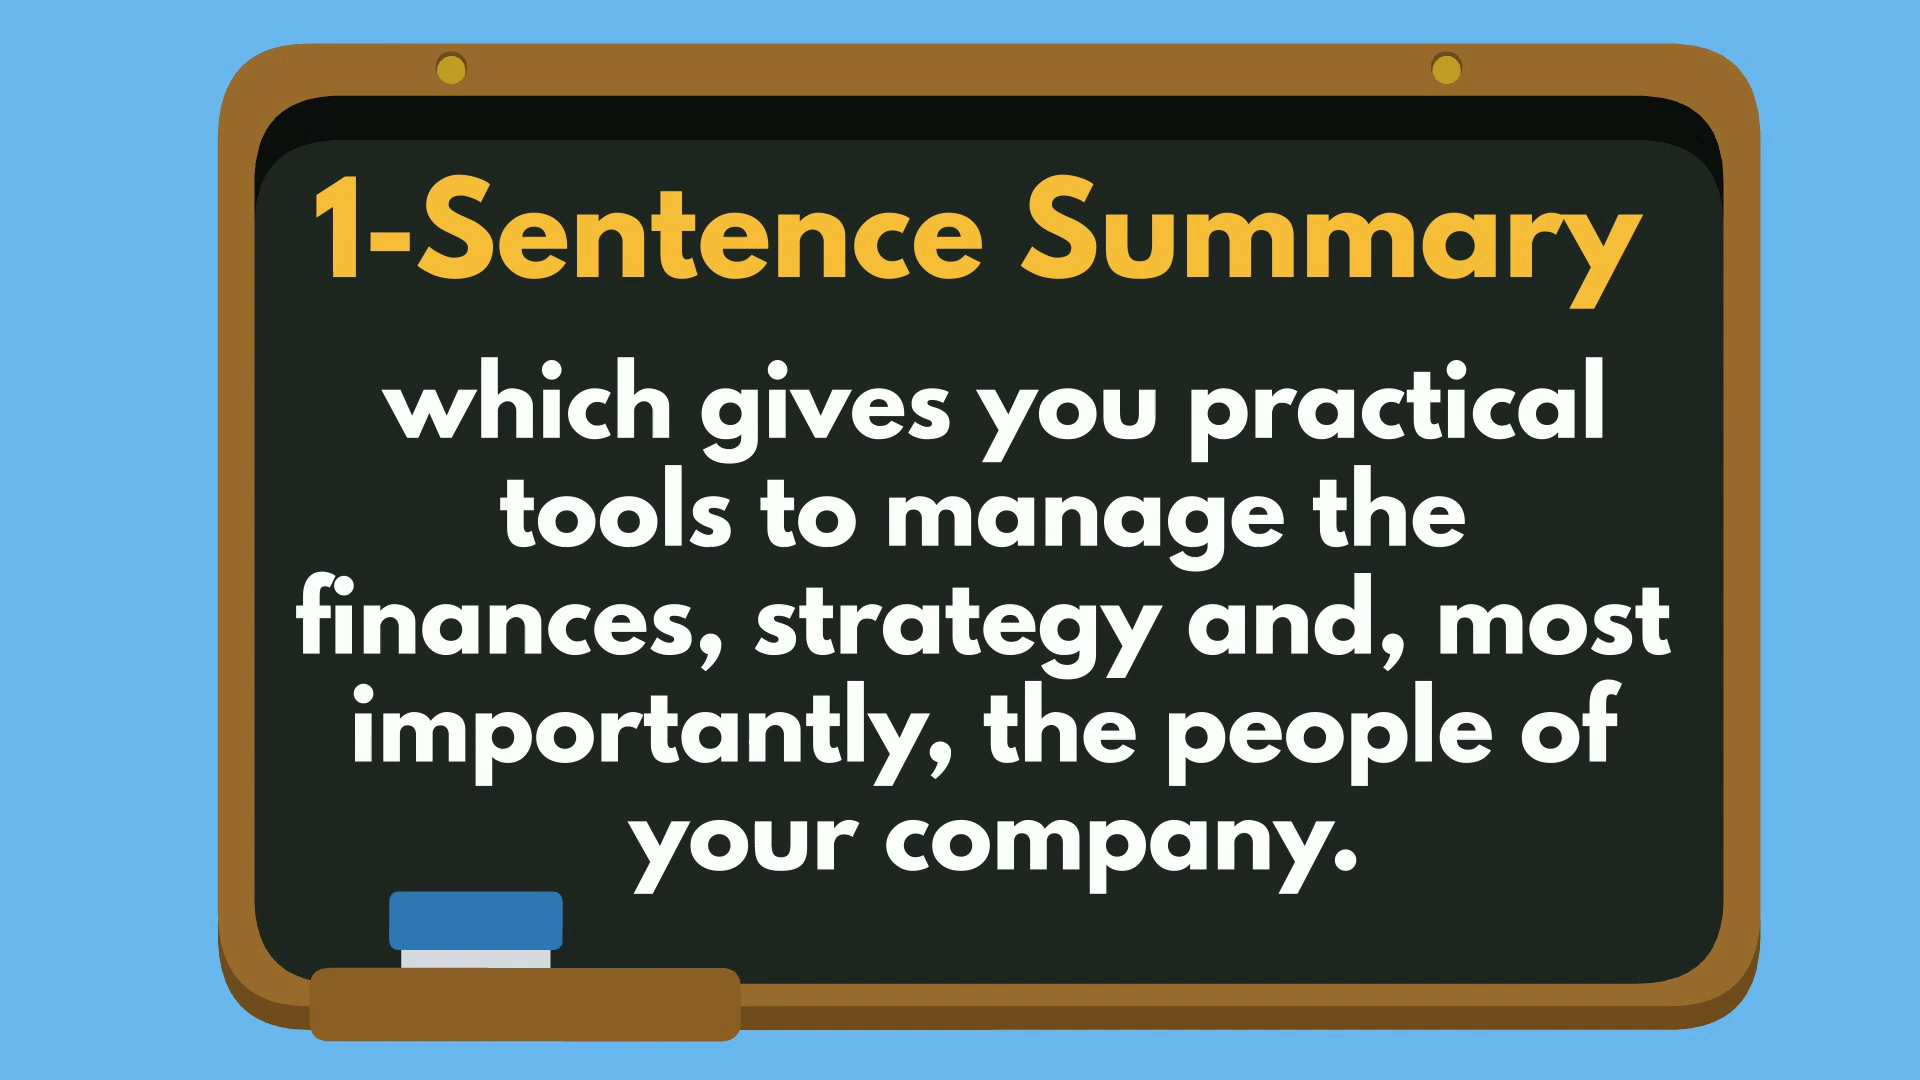 1-Sentence Summary
which gives you practical
tools to manage the
finances, strategy and, most
importantly, the people of
your company.